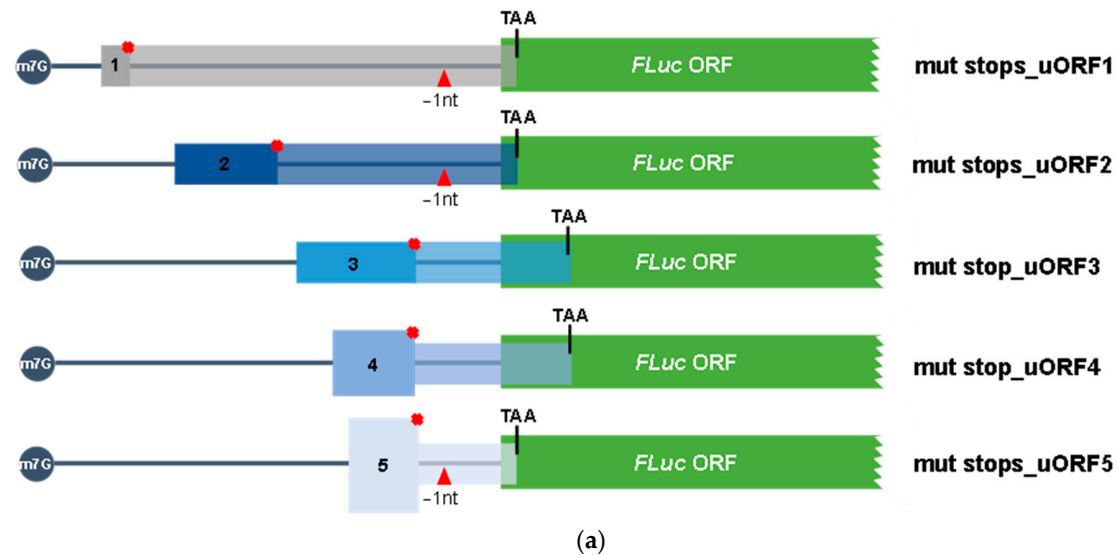 TAA
m7G 1 FLuc ORF mut stops_uORF1
–1nt
TAA
m7G 2 FLuc ORF mut stops_uORF2
–1nt
TAA
m7G 3 FLuc ORF mut stop_uORF3
TAA
m7G 4 FLuc ORF mut stop_uORF4
TAA
m7G 5 FLuc ORF mut stops_uORF5
–1nt
(a)